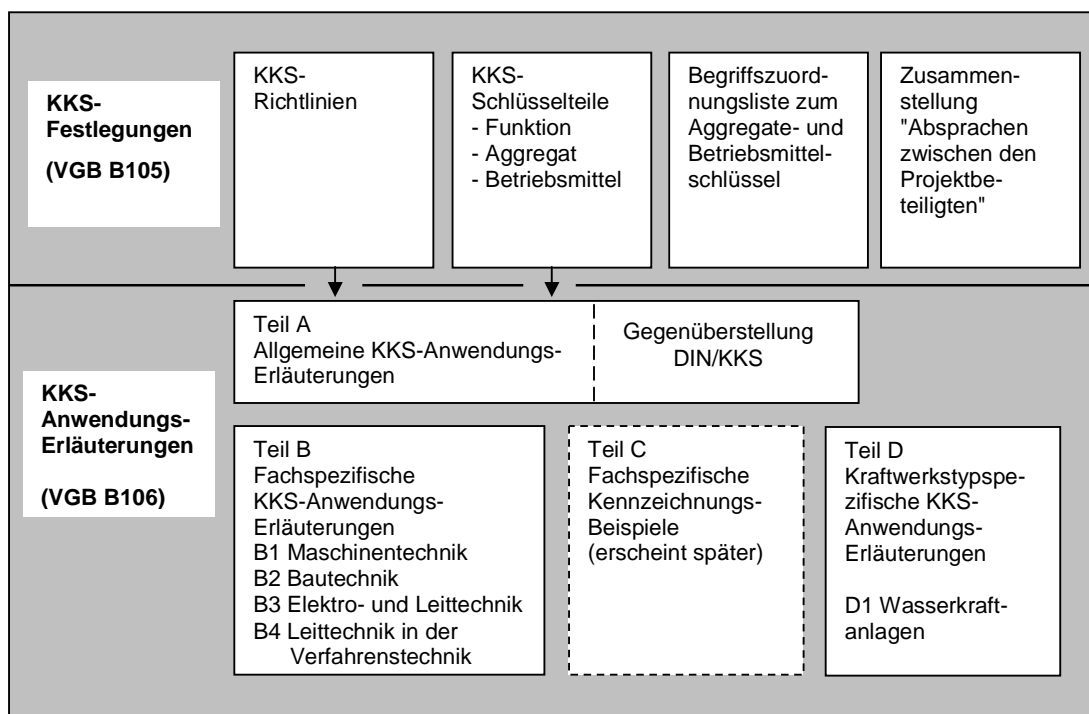 KKS-
Festlegungen
(VGB B105)
KKS-
Richtlinien
KKS-
Schlüsselteile
- Funktion
- Aggregat
- Betriebsmittel
Begriffszuord-
nungsliste zum
Aggregate- und
Betriebsmittel-
schlüssel
Zusammen-
stellung
"Absprachen
zwischen den
Projektbe-
teiligten"
KKS-
Anwendungs-
Erläuterungen
(VGB B106)
Teil A
Allgemeine KKS-Anwendungs-
Erläuterungen
Gegenüberstellung
DIN/KKS
Teil B
Fachspezifische
KKS-Anwendungs-
Erläuterungen
B1 Maschinentechnik
B2 Bautechnik
B3 Elektro- und Leittechnik
B4 Leittechnik in der
Verfahrenstechnik
Teil C
Fachspezifische
Kennzeichnungs-
Beispiele
(erscheint später)
Teil D
Kraftwerkstypspe-
zifische KKS-
Anwendungs-
Erläuterungen
D1 Wasserkraft-
anlagen